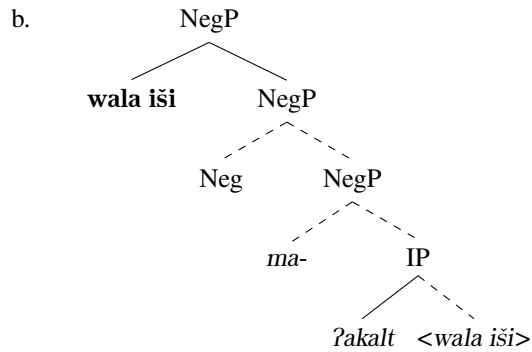 b.
NegP
wala iši NegP
Neg NegP
ma- IP
ʔakalt <wala iši>